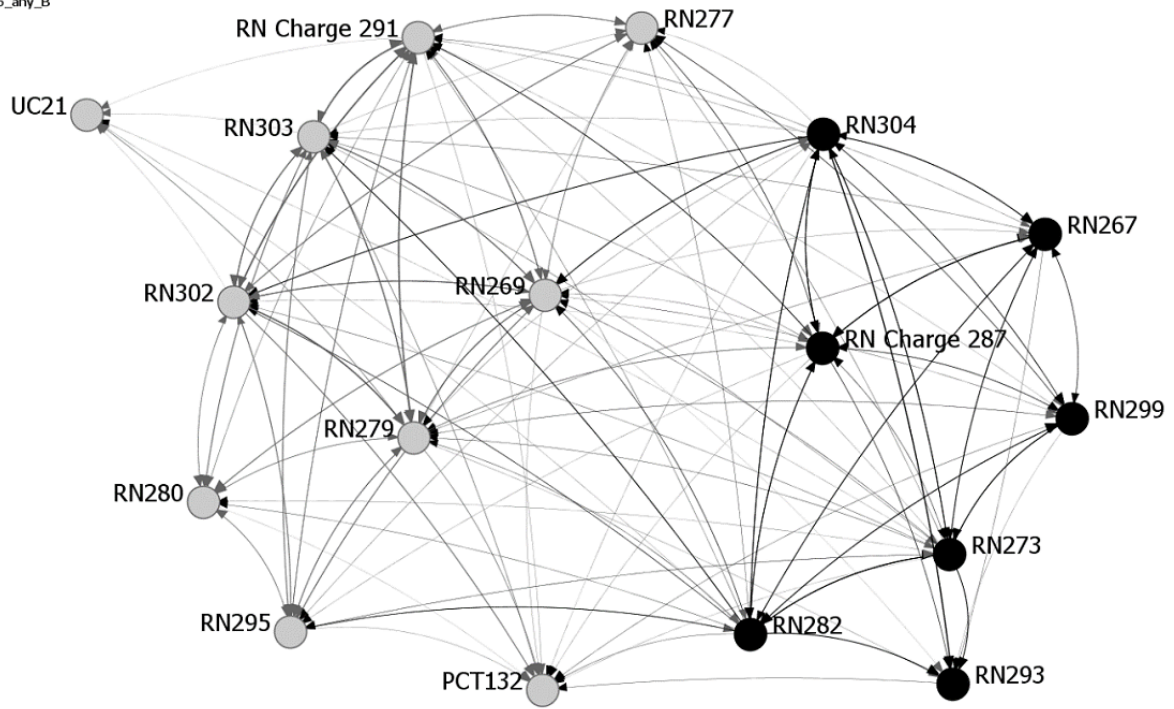 RN277
RN Charge 291
UC21
RN303
RN304
RN267
RN302
RN269
RN Charge 287
RN299
RN279
RN280
RN273
RN295
RN282
PCT132
RN293